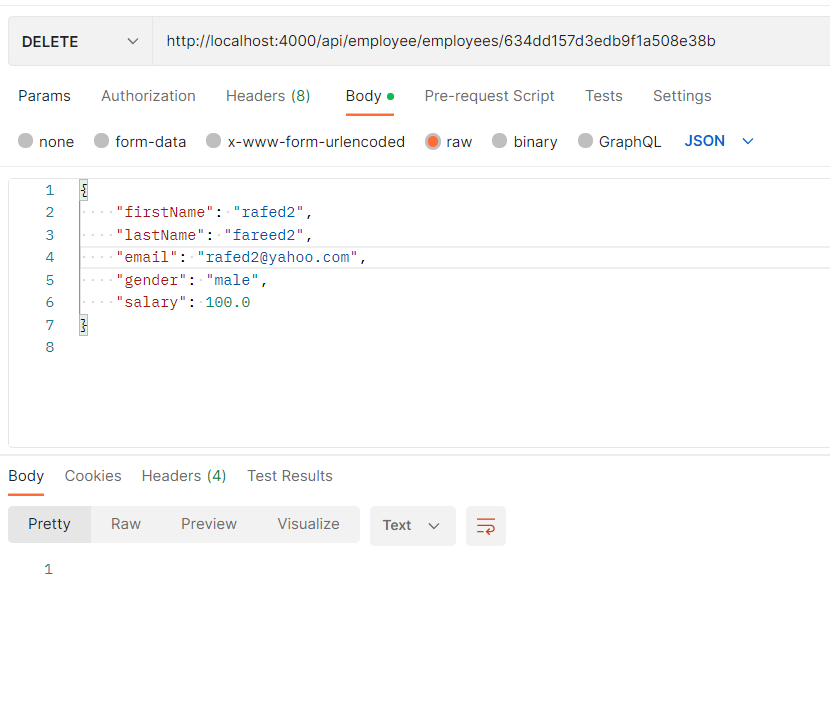 DELETE http://localhost:4000/api/employee/employees/634dd157d3edb9f1a508e38b
Params Authorization Headers (8) Body Pre-request Script Tests Settings
none form-data x-www-form-urlencoded raw binary GraphQL JSON
1 {
2 ····"firstName":·"rafed2",
3 ····"lastName":·"fareed2",
4 ····"email":·"rafed2@yahoo.com",
5 ····"gender":·"male",
6 ····"salary":·100.0
7 }
8
Body Cookies Headers (4) Test Results
Pretty Raw Preview Visualize Text
1